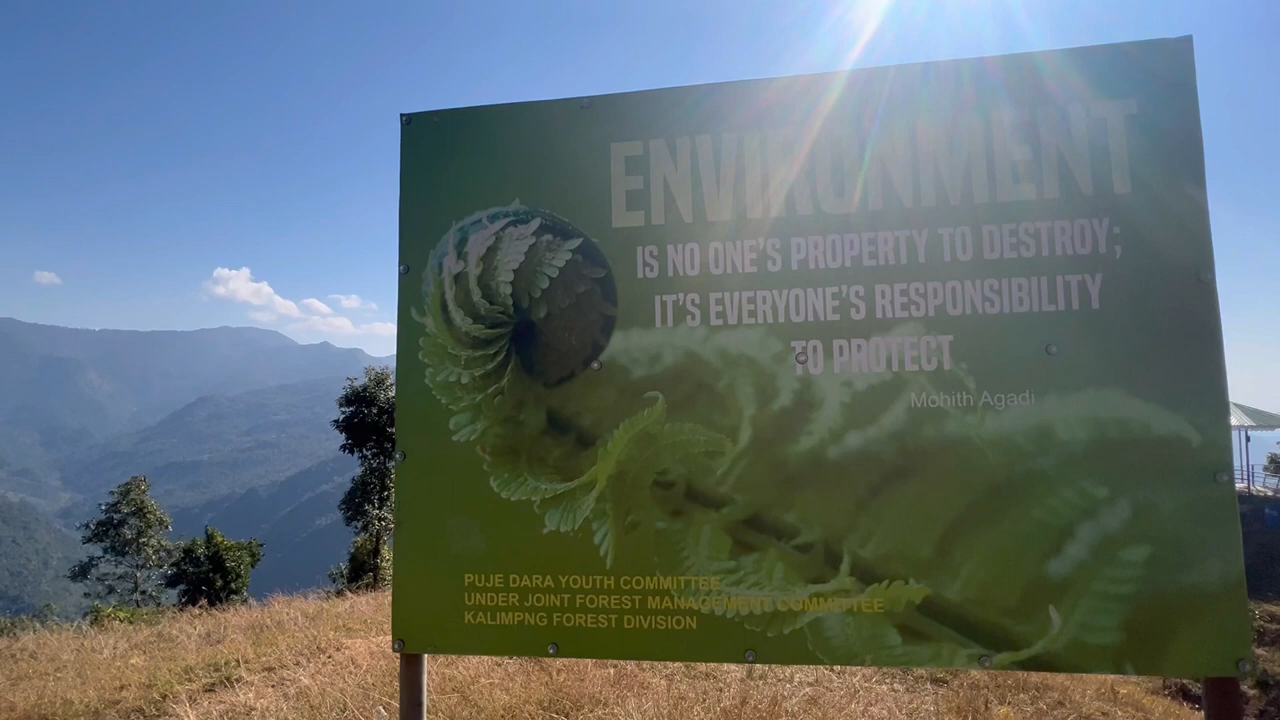 ENVIRONMENT
IS NO ONE'S PROPERTY TO DESTROY;
IT'S EVERYONE'S RESPONSIBILITY
TO PROTECT
Mohith Agadi
PUJE DARA YOUTH COMMITTEE
UNDER JOINT FOREST MANAGEMENT COMMITTEE
KALIMPNG FOREST DIVISION